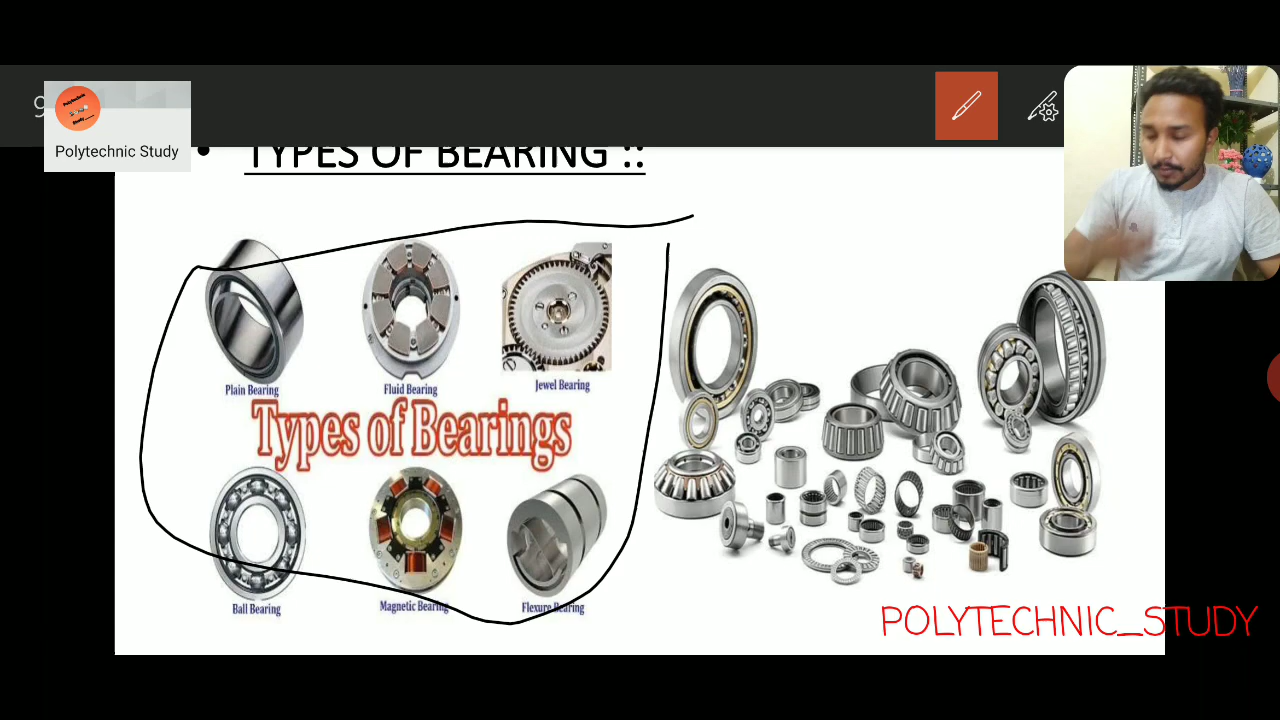 Polytechnic Study
• TYPES OF BEARING ::
Plain Bearing
Fluid Bearing
Jewel Bearing
Types of Bearings
Ball Bearing
Magnetic Bearing
Flexure Bearing
POLYTECHNIC_STUDY